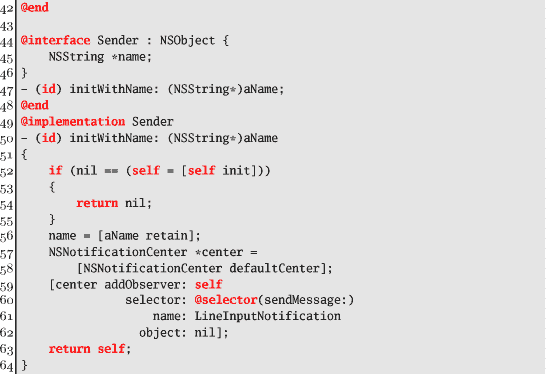 42 @end
43
44 @interface Sender : NSObject {
45     NSString *name;
46 }
47 - (id) initWithName: (NSString*)aName;
48 @end
49 @implementation Sender
50 - (id) initWithName: (NSString*)aName
51 {
52     if (nil == (self = [self init]))
53     {
54         return nil;
55     }
56     name = [aName retain];
57     NSNotificationCenter *center =
58         [NSNotificationCenter defaultCenter];
59     [center addObserver: self
60                selector: @selector(sendMessage:)
61                    name: LineInputNotification
62                  object: nil];
63     return self;
64 }